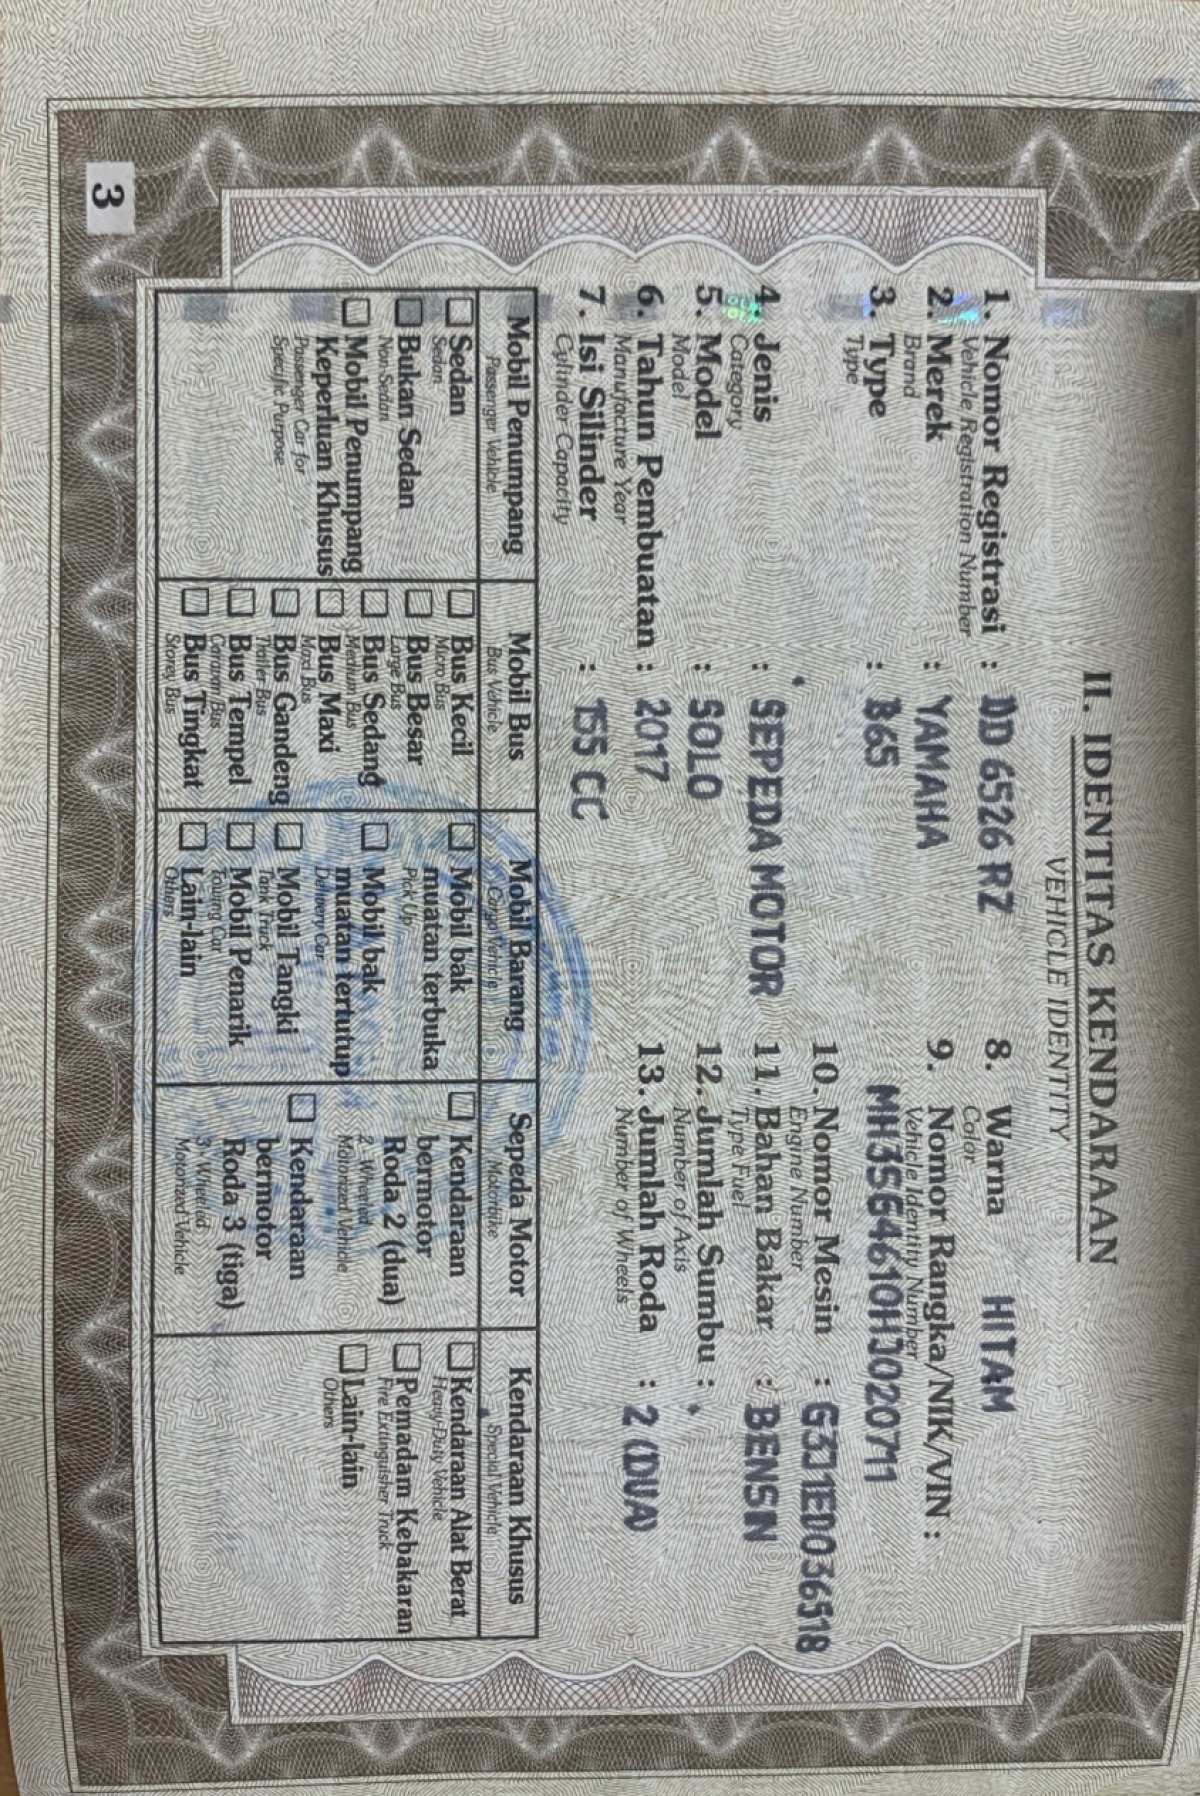 II. IDENTITAS KENDARAAN
VEHICLE IDENTITY
1. Nomor Registrasi : DD 6526 RZ
Vehicle Registration Number
2. Merek : YAMAHA
Brand
3. Type : B65
Type
4. Jenis : SEPEDA MOTOR
Category
5. Model : SOLO
Model
6. Tahun Pembuatan : 2017
Manufacture Year
7. Isi Silinder : 155 CC
Cylinder Capacity
8. Warna HITAM
Color
9. Nomor Rangka/NIK/VIN :
Vehicle Identity Number
MH3SG4610HJ020711
10. Nomor Mesin : G3J1E0036518
Engine Number
11. Bahan Bakar : BENSIN
Type Fuel
12. Jumlah Sumbu :
Number of Axis
13. Jumlah Roda : 2 (DUA)
Number of Wheels
Mobil Penumpang
Passenger Vehicle
Sedan
Sedan
Bukan Sedan
Non Sedan
Mobil Penumpang
Keperluan Khusus
Passenger Car for
Specific Purpose
Mobil Bus
Bus Vehicle
Bus Kecil
Micro Bus
Bus Besar
Large Bus
Bus Sedang
Medium Bus
Bus Maxi
Maxi Bus
Bus Gandeng
Trailer Bus
Bus Tempel
Caravan Bus
Bus Tingkat
Storey Bus
Mobil Barang
Cargo Vehicle
Mobil bak
muatan terbuka
Pick Up
Mobil bak
muatan tertutup
Delivery Car
Mobil Tangki
Tank Truck
Mobil Penarik
Towing Car
Lain-lain
Others
Sepeda Motor
Motorbike
Kendaraan
bermotor
Roda 2 (dua)
2 Wheeled
Motorized Vehicle
Kendaraan
bermotor
Roda 3 (tiga)
3 Wheeled
Motorized Vehicle
Kendaraan Khusus
Special Vehicle
Kendaraan Alat Berat
Heavy-Duty Vehicle
Pemadam Kebakaran
Fire Extinguisher Truck
Lain-lain
Others
3